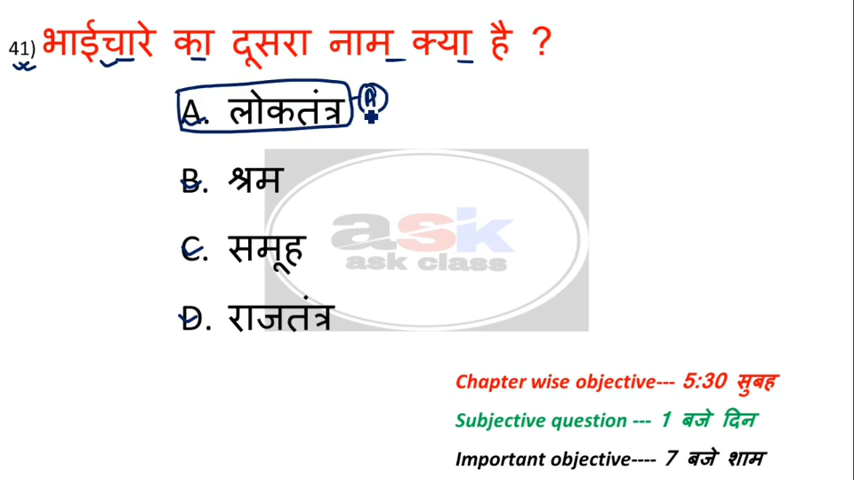 41) भाईचारे का दूसरा नाम क्या है ?
A. लोकतंत्र A
B. श्रम
C. समूह
D. राजतंत्र
ask
ask class
Chapter wise objective--- 5:30 सुबह
Subjective question --- 1 बजे दिन
Important objective---- 7 बजे शाम